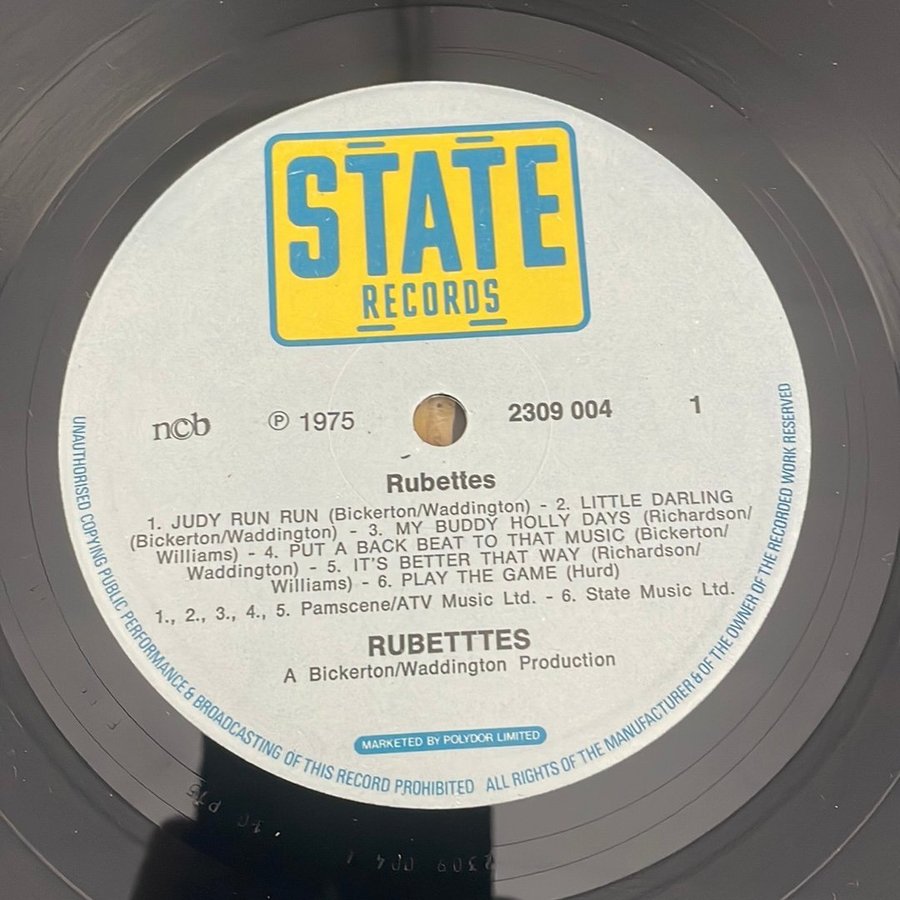 STATE
RECORDS
ncb ℗ 1975 2309 004 1
Rubettes
1. JUDY RUN RUN (Bickerton/Waddington) - 2. LITTLE DARLING
(Bickerton/Waddington) - 3. MY BUDDY HOLLY DAYS (Richardson/
Williams) - 4. PUT A BACK BEAT TO THAT MUSIC (Bickerton/
Waddington) - 5. IT'S BETTER THAT WAY (Richardson/
Williams) - 6. PLAY THE GAME (Hurd)
1., 2., 3., 4., 5. Pamscene/ATV Music Ltd. - 6. State Music Ltd.
RUBETTTES
A Bickerton/Waddington Production
MARKETED BY POLYDOR LIMITED
UNAUTHORISED COPYING PUBLIC PERFORMANCE & BROADCASTING OF THIS RECORD PROHIBITED ALL RIGHTS OF THE MANUFACTURER & OF THE OWNER OF THE RECORDED WORK RESERVED